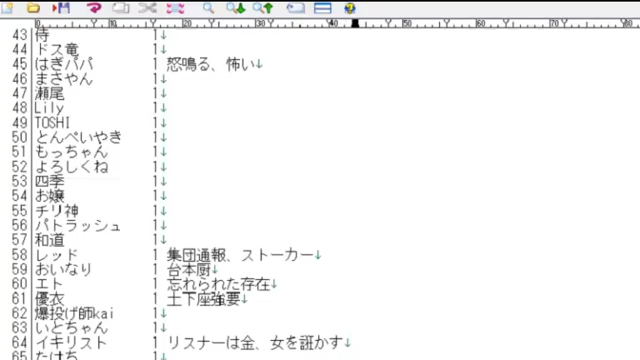 43 侍 1↓
44 ドス竜 1↓
45 はぎパパ 1 怒鳴る、怖い↓
46 まさやん 1↓
47 瀬尾 1↓
48 Lily 1↓
49 TOSHI 1↓
50 とんぺいやき 1↓
51 もっちゃん 1↓
52 よろしくね 1↓
53 四季 1↓
54 お嬢 1↓
55 チリ神 1↓
56 パトラッシュ 1↓
57 和道 1↓
58 レッド 1 集団通報、ストーカー↓
59 おいなり 1 台本厨↓
60 エト 1 忘れられた存在↓
61 優衣 1 土下座強要↓
62 爆投げ師kai 1↓
63 いとちゃん 1↓
64 イキリスト 1 リスナーは金、女を誑かす↓
65 たけち 1↓